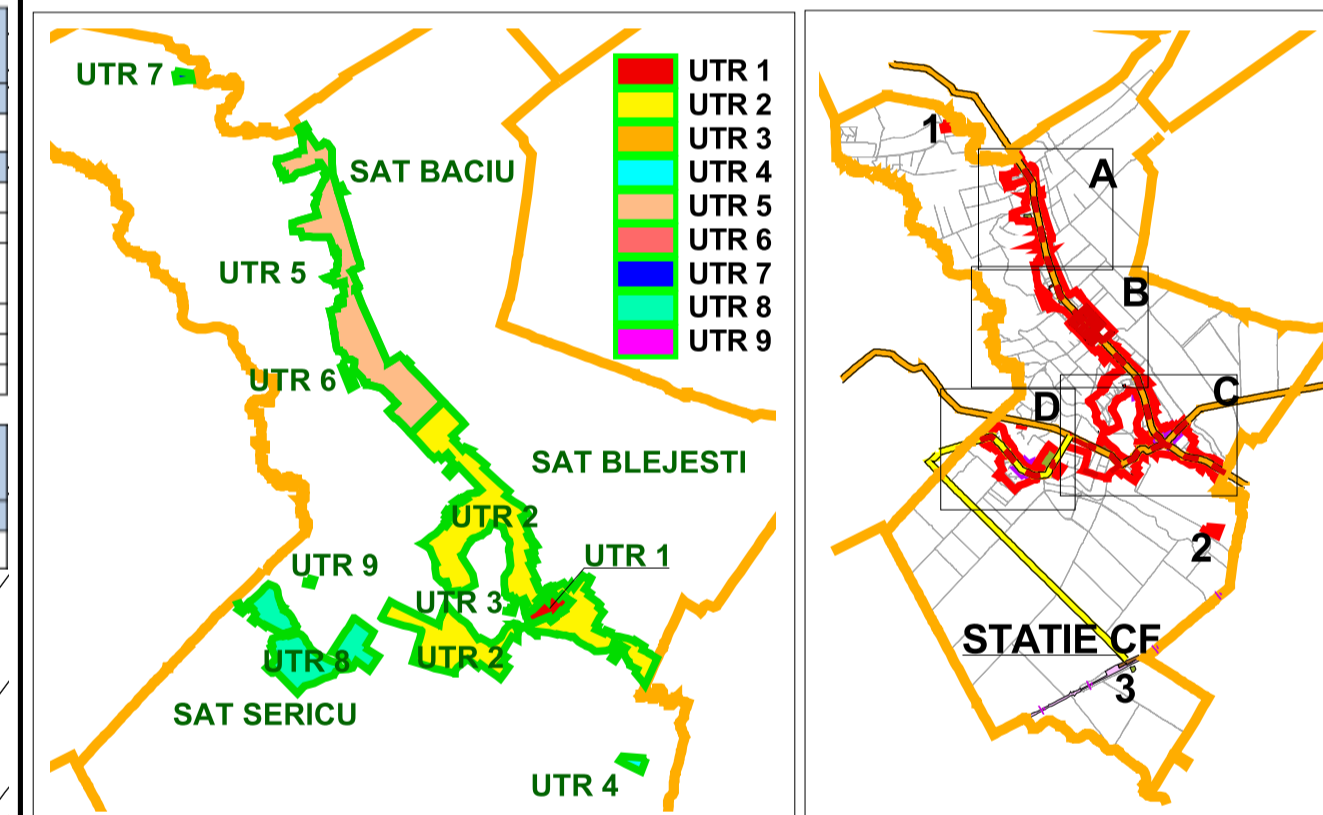 UTR 7
SAT BACIU
UTR 5
UTR 6
SAT BLEJESTI
UTR 2
UTR 1
UTR 9
UTR 3
UTR 8
UTR 2
SAT SERICU
UTR 4
UTR 1
UTR 2
UTR 3
UTR 4
UTR 5
UTR 6
UTR 7
UTR 8
UTR 9
1
A
B
C
D
2
STATIE CF
3